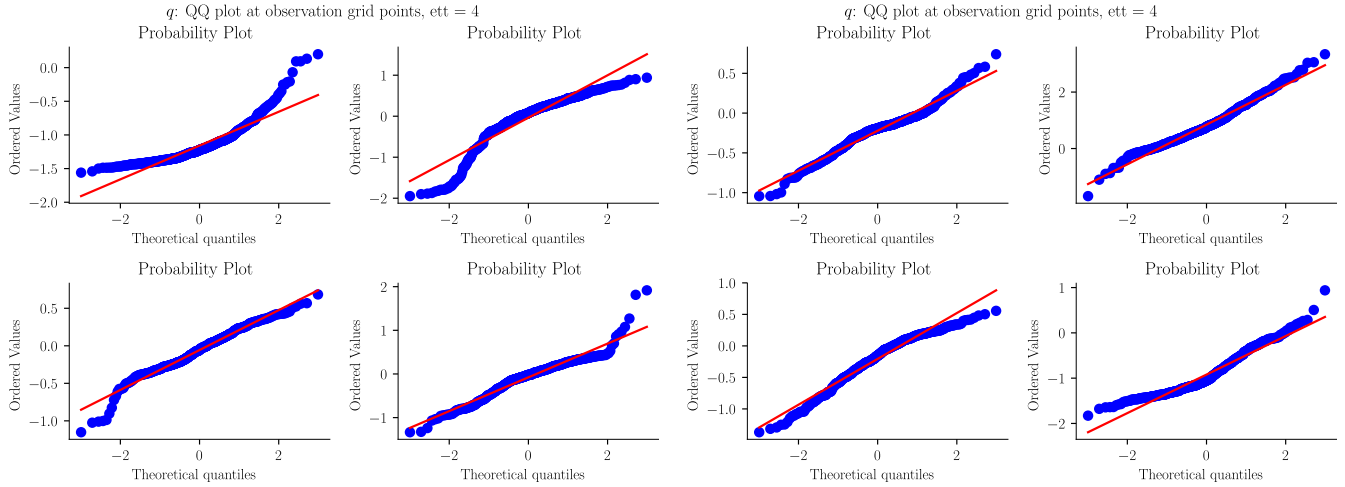 q: QQ plot at observation grid points, ett = 4
q: QQ plot at observation grid points, ett = 4
Probability Plot
Probability Plot
Probability Plot
Probability Plot
Ordered Values
0.0
−0.5
−1.0
−1.5
−2.0
−2
0
2
Theoretical quantiles
Ordered Values
1
0
−1
−2
−2
0
2
Theoretical quantiles
Ordered Values
0.5
0.0
−0.5
−1.0
−2
0
2
Theoretical quantiles
Ordered Values
2
0
−2
0
2
Theoretical quantiles
Probability Plot
Probability Plot
Probability Plot
Probability Plot
Ordered Values
0.5
0.0
−0.5
−1.0
−2
0
2
Theoretical quantiles
Ordered Values
2
1
0
−1
−2
0
2
Theoretical quantiles
Ordered Values
1.0
0.5
0.0
−0.5
−1.0
−2
0
2
Theoretical quantiles
Ordered Values
1
0
−1
−2
−2
0
2
Theoretical quantiles